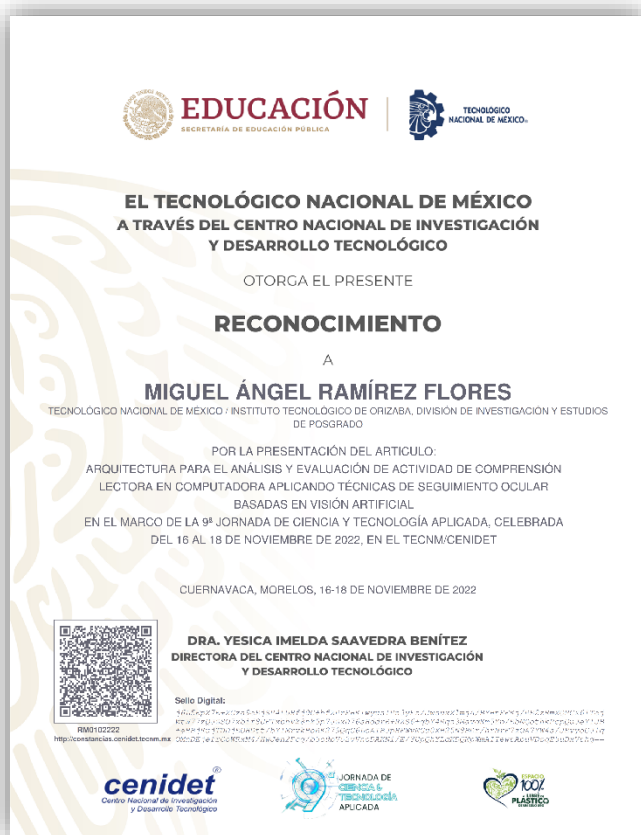 EDUCACIÓN
SECRETARÍA DE EDUCACIÓN PÚBLICA
TECNOLÓGICO
NACIONAL DE MÉXICO
EL TECNOLÓGICO NACIONAL DE MÉXICO
A TRAVÉS DEL CENTRO NACIONAL DE INVESTIGACIÓN
Y DESARROLLO TECNOLÓGICO
OTORGA EL PRESENTE
RECONOCIMIENTO
A
MIGUEL ÁNGEL RAMÍREZ FLORES
TECNOLÓGICO NACIONAL DE MÉXICO / INSTITUTO TECNOLÓGICO DE ORIZABA, DIVISIÓN DE INVESTIGACIÓN Y ESTUDIOS
DE POSGRADO
POR LA PRESENTACIÓN DEL ARTICULO:
ARQUITECTURA PARA EL ANÁLISIS Y EVALUACIÓN DE ACTIVIDAD DE COMPRENSIÓN
LECTORA EN COMPUTADORA APLICANDO TÉCNICAS DE SEGUIMIENTO OCULAR
BASADAS EN VISIÓN ARTIFICIAL
EN EL MARCO DE LA 9ª JORNADA DE CIENCIA Y TECNOLOGÍA APLICADA, CELEBRADA
DEL 16 AL 18 DE NOVIEMBRE DE 2022, EN EL TECNM/CENIDET
CUERNAVACA, MORELOS, 16-18 DE NOVIEMBRE DE 2022
DRA. YESICA IMELDA SAAVEDRA BENÍTEZ
DIRECTORA DEL CENTRO NACIONAL DE INVESTIGACIÓN
Y DESARROLLO TECNOLÓGICO
Sello Digital:
RM0102222
http://constancias.cenidet.tecnm.mx
cenidet
Centro Nacional de Investigación
y Desarrollo Tecnológico
JORNADA DE
CIENCIA &
TECNOLOGÍA
APLICADA
ESPACIO
100%
LIBRE DE
PLÁSTICO